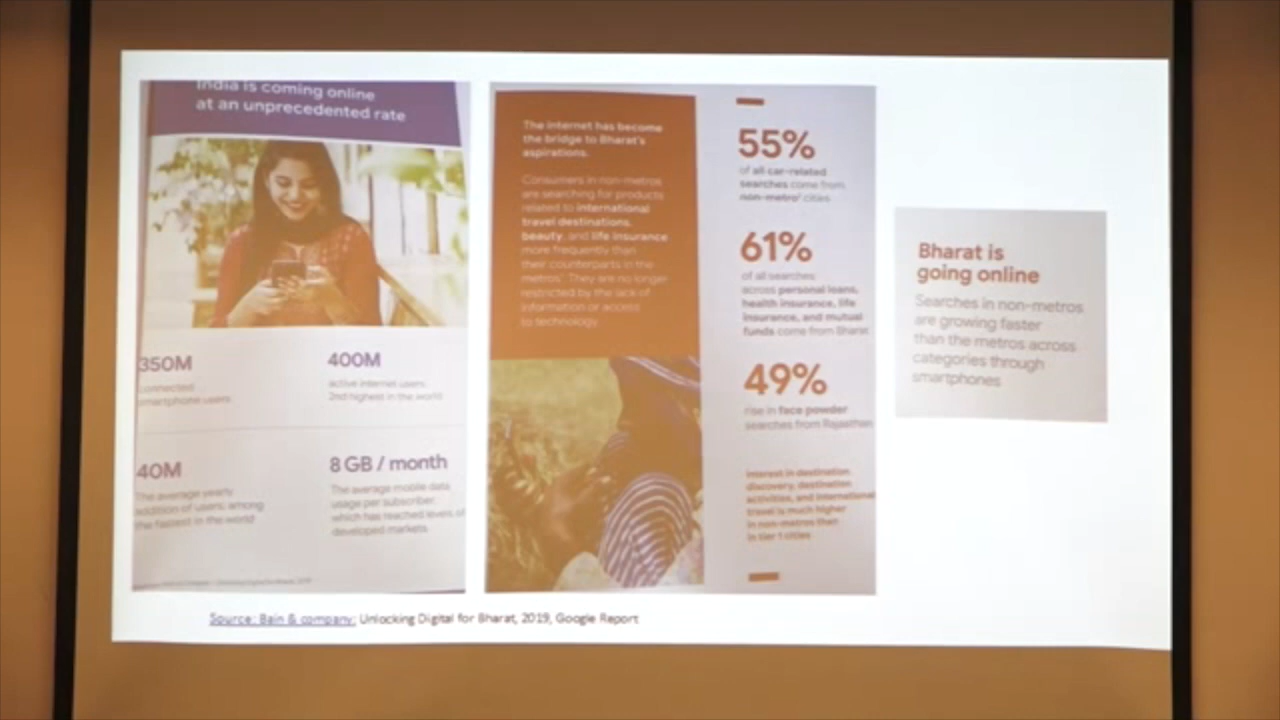 India is coming online
at an unprecedented rate
350M
connected
smartphone users
400M
active internet users:
2nd highest in the world
40M
The average yearly
addition of users: among
the fastest in the world
8 GB / month
The average mobile data
usage per subscriber,
which has reached levels of
developed markets
The internet has become
the bridge to Bharat's
aspirations.
Consumers in non-metros
are searching for products
related to international
travel destinations,
beauty, and life insurance
more frequently than
their counterparts in the
metros. They are no longer
restricted by the lack of
information or access
to technology.
55%
of all car-related
searches come from
non-metro cities
61%
of all searches
across personal loans,
health insurance, life
insurance, and mutual
funds come from Bharat
49%
rise in face powder
searches from Rajasthan
Interest in destination
discovery, destination
activities, and international
travel is much higher
in non-metros than
in tier 1 cities
Bharat is
going online
Searches in non-metros
are growing faster
than the metros across
categories through
smartphones
Source: Bain & company: Unlocking Digital for Bharat, 2019, Google Report